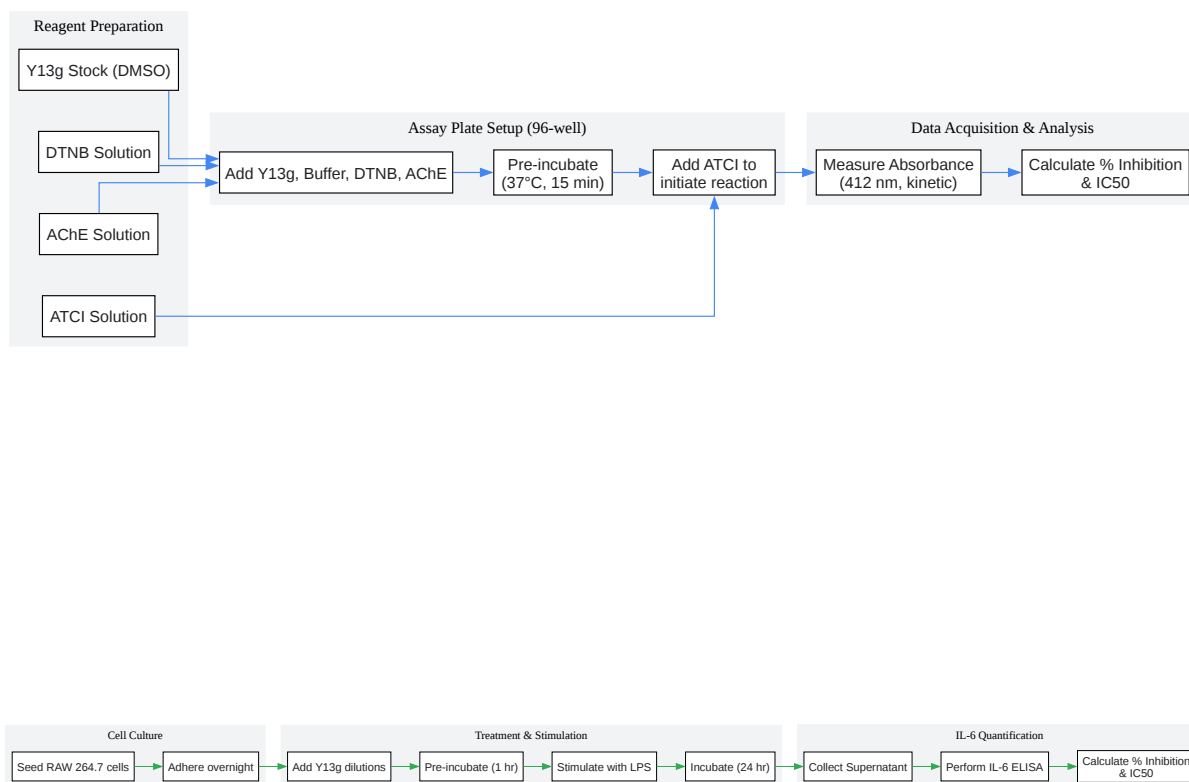 Reagent Preparation
Y13g Stock (DMSO)
DTNB Solution
AChE Solution
ATCI Solution
Assay Plate Setup (96-well)
Add Y13g, Buffer, DTNB, AChE
Pre-incubate
(37°C, 15 min)
Add ATCI to
initiate reaction
Data Acquisition & Analysis
Measure Absorbance
(412 nm, kinetic)
Calculate % Inhibition
& IC50
Cell Culture
Seed RAW 264.7 cells
Adhere overnight
Treatment & Stimulation
Add Y13g dilutions
Pre-incubate (1 hr)
Stimulate with LPS
Incubate (24 hr)
IL-6 Quantification
Collect Supernatant
Perform IL-6 ELISA
Calculate % Inhibition
& IC50